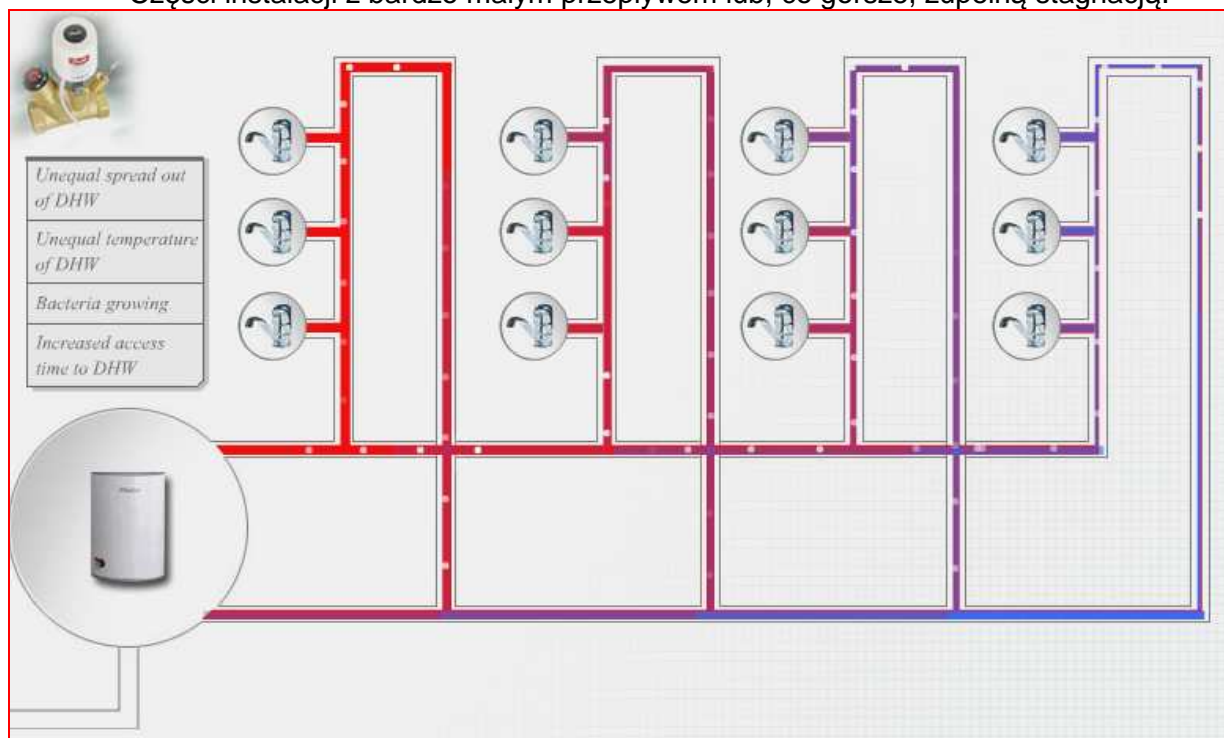 Części instalacji z bardzo małym przepływem lub, co gorsze, zupełną stagnacją.
Unequal spread out
of DHW
Unequal temperature
of DHW
Bacteria growing
Increased access
time to DHW